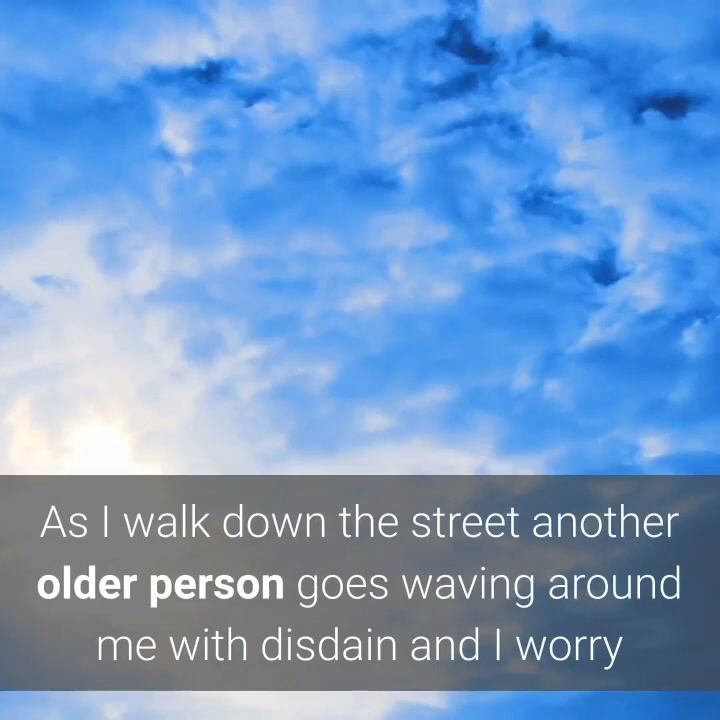 As I walk down the street another
older person goes waving around
me with disdain and I worry